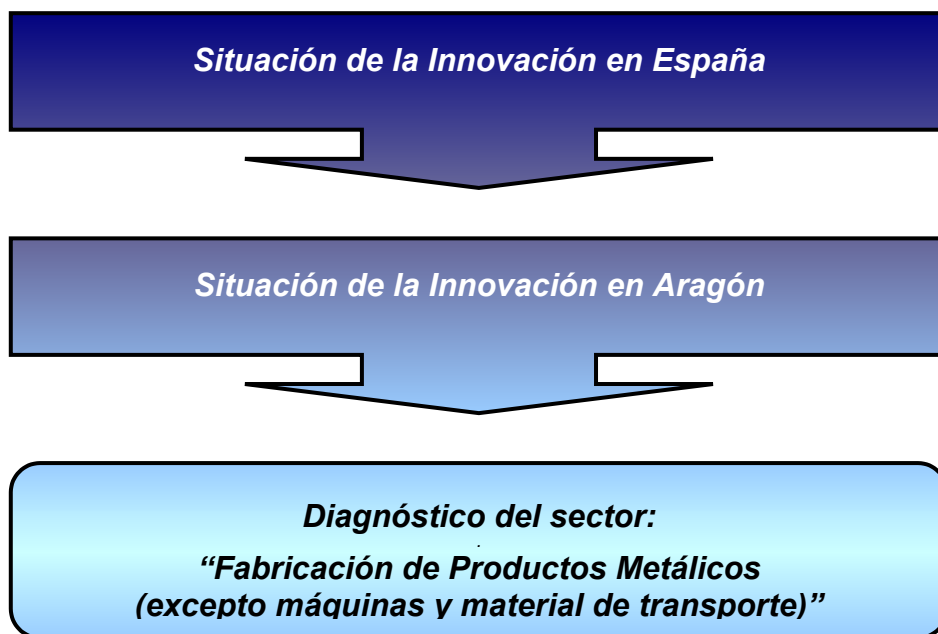 Situación de la Innovación en España
Situación de la Innovación en Aragón
Diagnóstico del sector:
.
“Fabricación de Productos Metálicos
(excepto máquinas y material de transporte)”